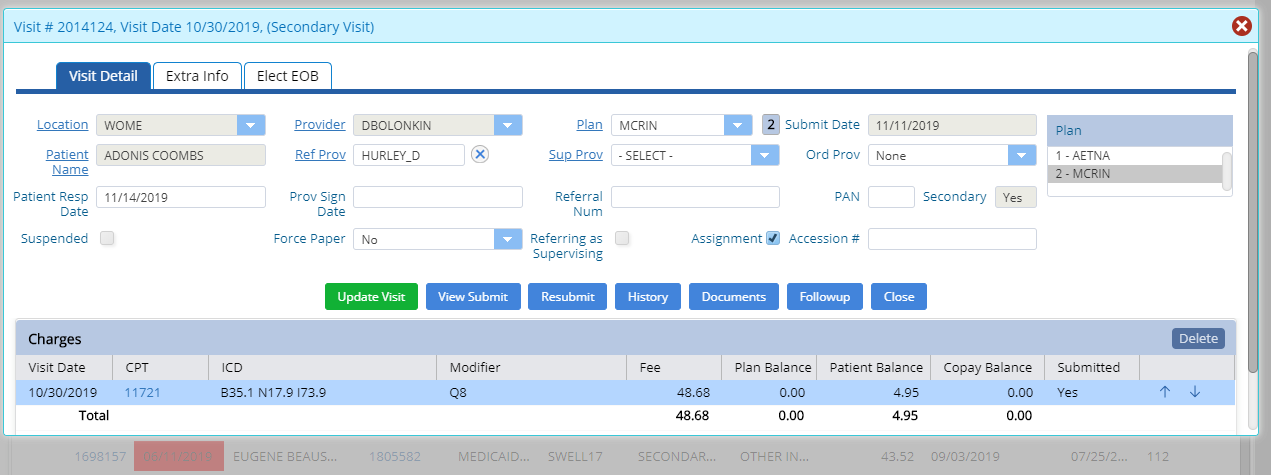 Visit # 2014124, Visit Date 10/30/2019, (Secondary Visit)
Visit Detail Extra Info Elect EOB
Location WOME Provider DBOLONKIN Plan MCRIN 2 Submit Date 11/11/2019 Plan
Patient Name ADONIS COOMBS Ref Prov HURLEY_D Sup Prov - SELECT - Ord Prov None 1 - AETNA
2 - MCRIN
Patient Resp Date 11/14/2019 Prov Sign Date Referral Num PAN Secondary Yes
Suspended Force Paper No Referring as Supervising Assignment Accession #
Update Visit View Submit Resubmit History Documents Followup Close
Charges Delete
Visit Date CPT ICD Modifier Fee Plan Balance Patient Balance Copay Balance Submitted
10/30/2019 11721 B35.1 N17.9 I73.9 Q8 48.68 0.00 4.95 0.00 Yes
Total 48.68 0.00 4.95 0.00
1698157 06/11/2019 EUGENE BEAUS... 1805582 MEDICAID... SWELL17 SECONDAR... OTHER IN... 43.52 09/03/2019 07/25/2... 112